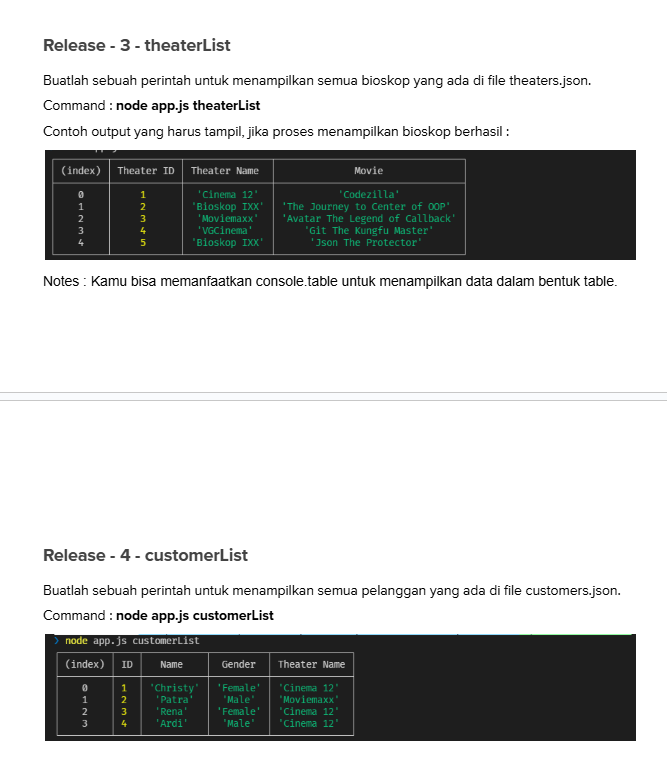 Release - 3 - theaterList
Buatlah sebuah perintah untuk menampilkan semua bioskop yang ada di file theaters.json.
Command : node app.js theaterList
Contoh output yang harus tampil, jika proses menampilkan bioskop berhasil :
(index) Theater ID Theater Name Movie
0 1 'Cinema 12' 'Codezilla'
1 2 'Bioskop IXX' 'The Journey to Center of OOP'
2 3 'Moviemaxx' 'Avatar The Legend of Callback'
3 4 'VGCinema' 'Git The Kungfu Master'
4 5 'Bioskop IXX' 'Json The Protector'
Notes : Kamu bisa memanfaatkan console.table untuk menampilkan data dalam bentuk table.
Release - 4 - customerList
Buatlah sebuah perintah untuk menampilkan semua pelanggan yang ada di file customers.json.
Command : node app.js customerList
> node app.js customerList
(index) ID Name Gender Theater Name
0 1 'Christy' 'Female' 'Cinema 12'
1 2 'Patra' 'Male' 'Moviemaxx'
2 3 'Rena' 'Female' 'Cinema 12'
3 4 'Ardi' 'Male' 'Cinema 12'